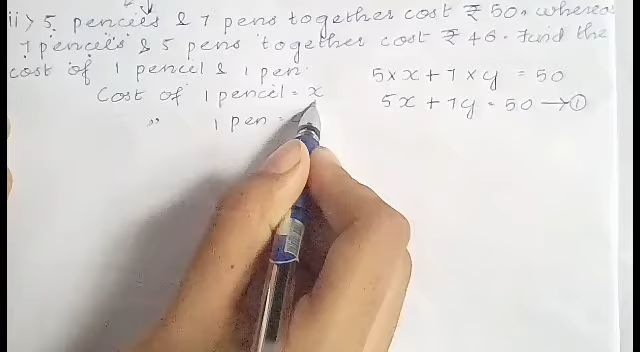 ii) 5 pencils & 7 pens together cost ₹ 50, whereas
7 pencils & 5 pens together cost ₹ 46. Find the
cost of 1 pencil & 1 pen.
5 × x + 7 × y = 50
Cost of 1 pencil = x
5x + 7y = 50 → ①
" 1 pen =